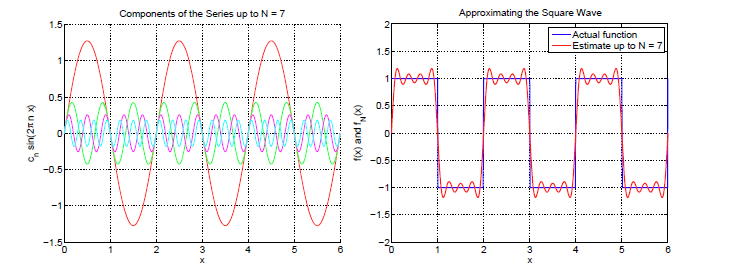 Components of the Series up to N = 7
1.5
1
0.5
0
−0.5
−1
−1.5
0 1 2 3 4 5 6
x
c_n sin(2π n x)
Approximating the Square Wave
Actual function
Estimate up to N = 7
2
1.5
1
0.5
0
−0.5
−1
−1.5
−2
0 1 2 3 4 5 6
x
f(x) and f_N(x)